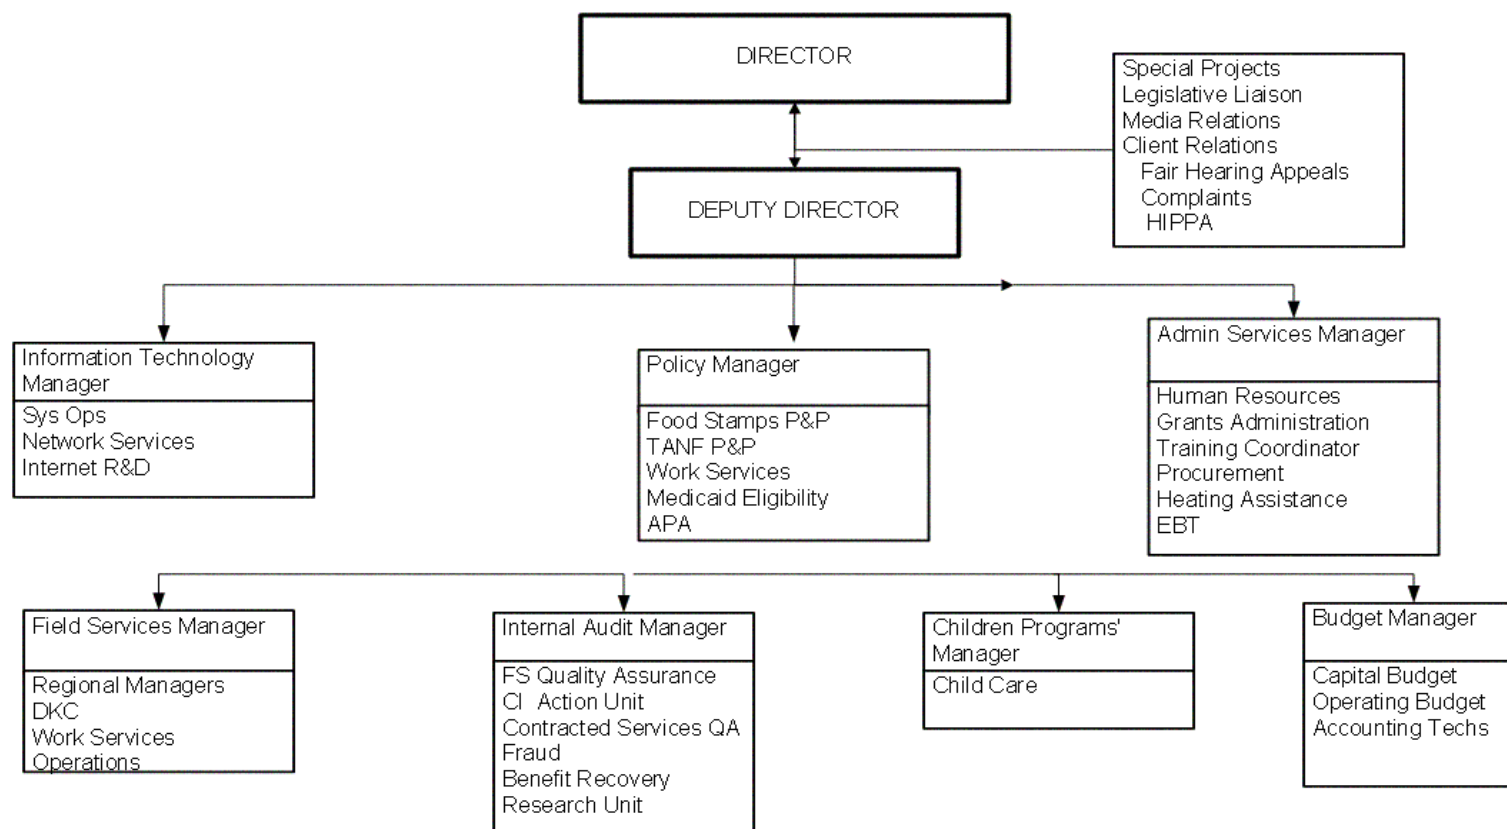 DIRECTOR
Special Projects
Legislative Liaison
Media Relations
Client Relations
Fair Hearing Appeals
Complaints
HIPPA
DEPUTY DIRECTOR
Information Technology
Manager
Sys Ops
Network Services
Internet R&D
Policy Manager
Food Stamps P&P
TANF P&P
Work Services
Medicaid Eligibility
APA
Admin Services Manager
Human Resources
Grants Administration
Training Coordinator
Procurement
Heating Assistance
EBT
Field Services Manager
Regional Managers
DKC
Work Services
Operations
Internal Audit Manager
FS Quality Assurance
CI Action Unit
Contracted Services QA
Fraud
Benefit Recovery
Research Unit
Children Programs'
Manager
Child Care
Budget Manager
Capital Budget
Operating Budget
Accounting Techs